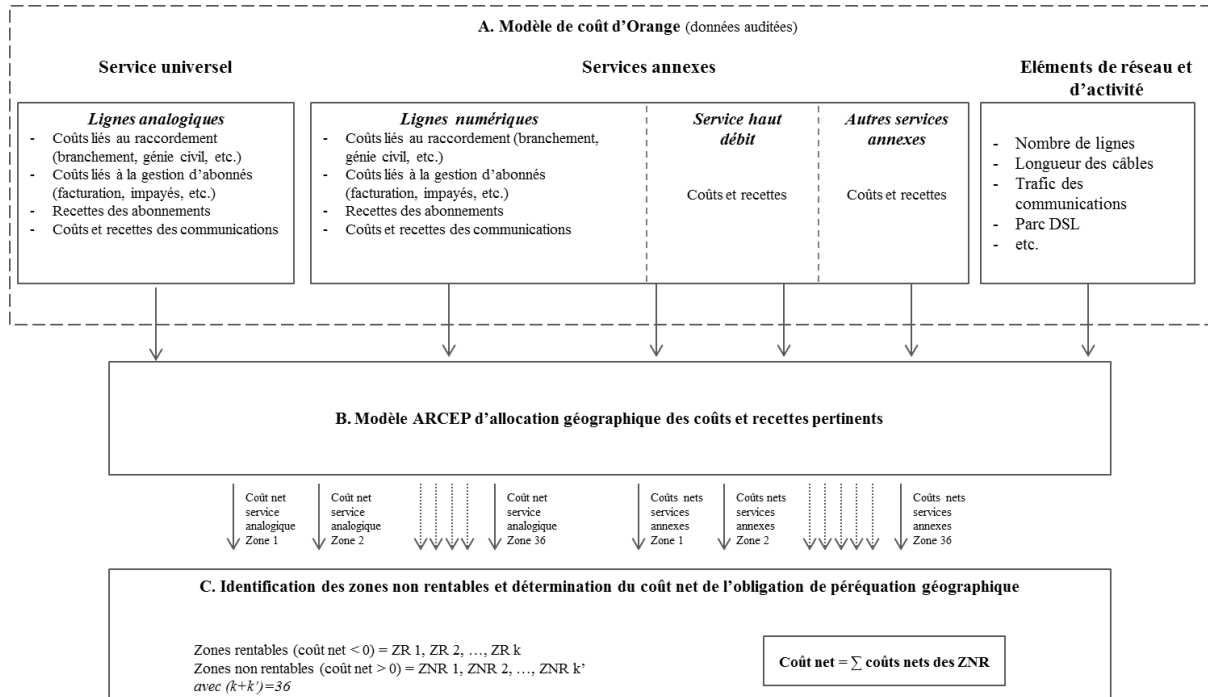 A. Modèle de coût d'Orange (données auditées)
Service universel
Services annexes
Eléments de réseau et
d'activité
Lignes analogiques
- Coûts liés au raccordement
(branchement, génie civil, etc.)
- Coûts liés à la gestion d'abonnés
(facturation, impayés, etc.)
- Recettes des abonnements
- Coûts et recettes des communications
Lignes numériques
- Coûts liés au raccordement (branchement,
génie civil, etc.)
- Coûts liés à la gestion d'abonnés
(facturation, impayés, etc.)
- Recettes des abonnements
- Coûts et recettes des communications
Service haut
débit
Coûts et recettes
Autres services
annexes
Coûts et recettes
- Nombre de lignes
- Longueur des câbles
- Trafic des
communications
- Parc DSL
- etc.
B. Modèle ARCEP d'allocation géographique des coûts et recettes pertinents
Coût net
service
analogique
Zone 1
Coût net
service
analogique
Zone 2
Coût net
service
analogique
Zone 36
Coûts nets
services
annexes
Zone 1
Coûts nets
services
annexes
Zone 2
Coûts nets
services
annexes
Zone 36
C. Identification des zones non rentables et détermination du coût net de l'obligation de péréquation géographique
Zones rentables (coût net < 0) = ZR 1, ZR 2, …, ZR k
Zones non rentables (coût net > 0) = ZNR 1, ZNR 2, …, ZNR k'
avec (k+k')=36
Coût net = ∑ coûts nets des ZNR